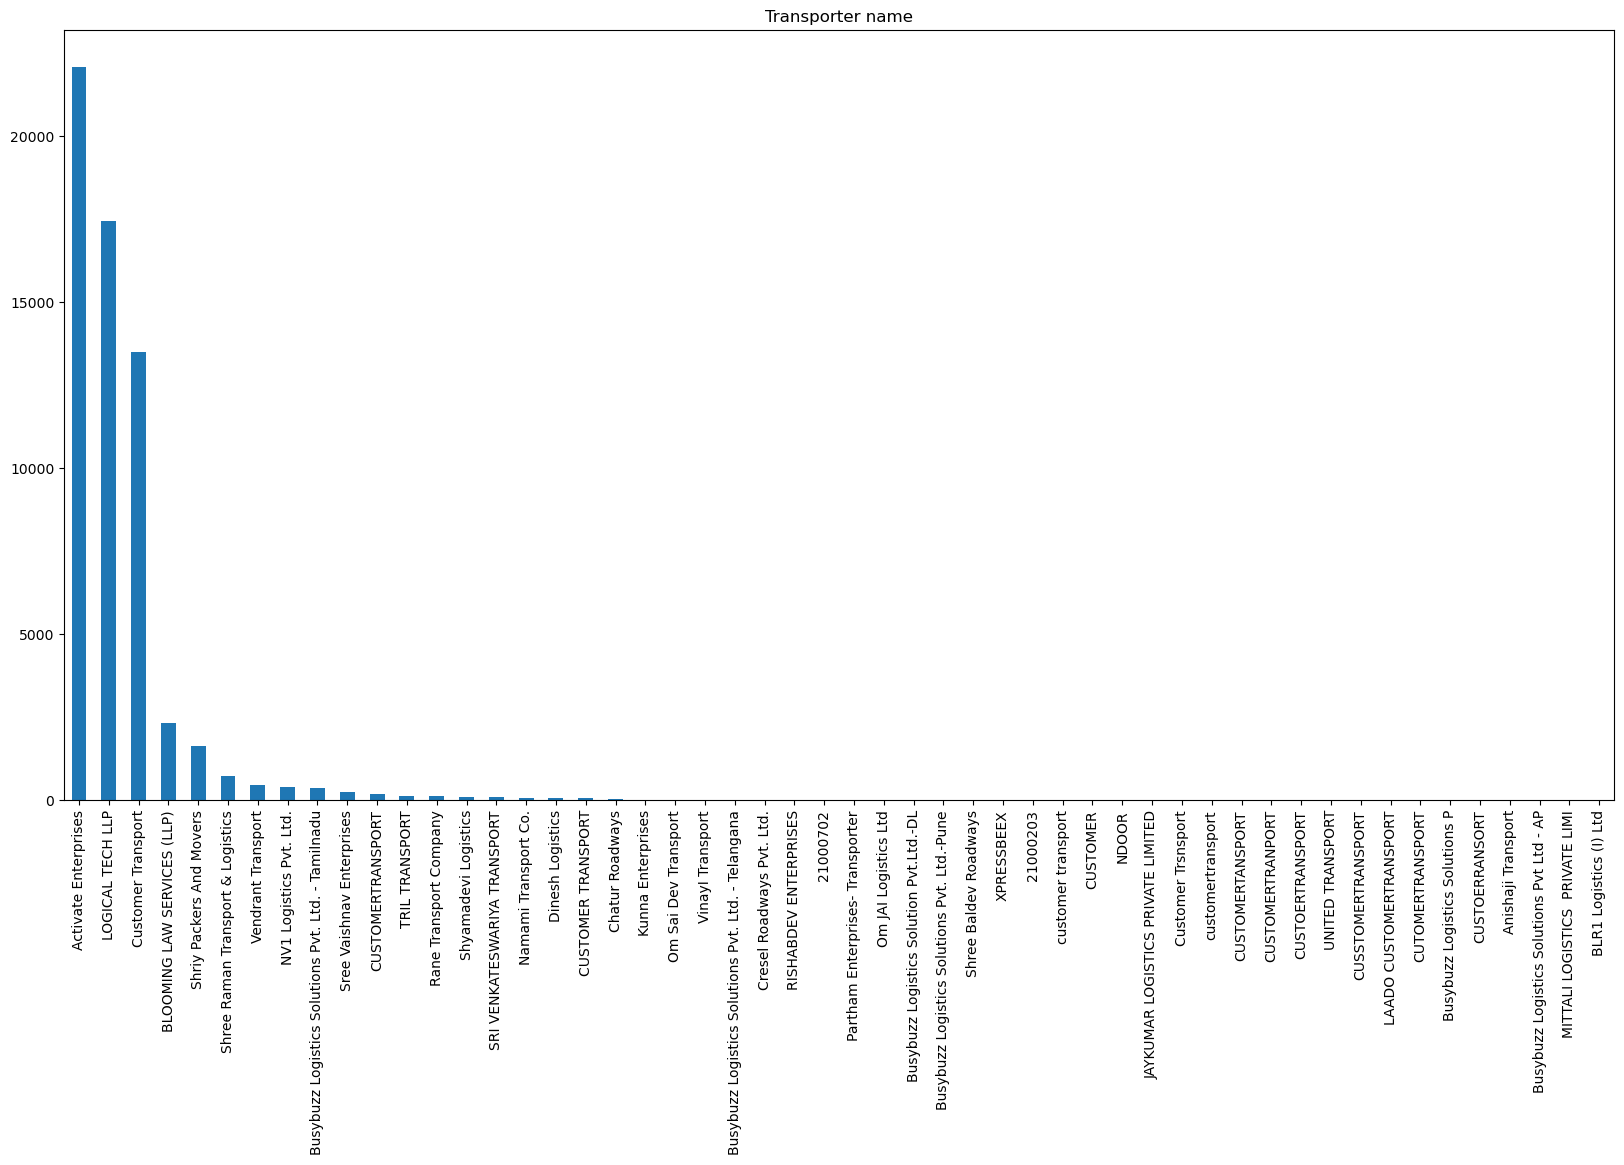 Transporter name
20000
15000
10000
5000
0
Activate Enterprises
LOGICAL TECH LLP
Customer Transport
BLOOMING LAW SERVICES (LLP)
Shriy Packers And Movers
Shree Raman Transport & Logistics
Vendrant Transport
NV1 Logistics Pvt. Ltd.
Busybuzz Logistics Solutions Pvt. Ltd. - Tamilnadu
Sree Vaishnav Enterprises
CUSTOMERTRANSPORT
TRIL TRANSPORT
Rane Transport Company
Shyamadevi Logistics
SRI VENKATESWARIYA TRANSPORT
Namami Transport Co.
Dinesh Logistics
CUSTOMER TRANSPORT
Chatur Roadways
Kunna Enterprises
Om Sai Dev Transport
Vinayl Transport
Busybuzz Logistics Solutions Pvt. Ltd. - Telangana
Cresel Roadways Pvt. Ltd.
RISHABDEV ENTERPRISES
21000702
Partham Enterprises- Transporter
Om JAI Logistics Ltd
Busybuzz Logistics Solution Pvt.Ltd.-DL
Busybuzz Logistics Solutions Pvt. Ltd.-Pune
Shree Baldev Roadways
XPRESSBEEX
21000203
customer transport
CUSTOMER
NDOOR
JAYKUMAR LOGISTICS PRIVATE LIMITED
Customer Trsnsport
customertransport
CUSTOMERTANSPORT
CUSTOMERTRANPORT
CUSTOERTRANSPORT
UNITED TRANSPORT
CUSSTOMERTRANSPORT
LAADO CUSTOMERTRANSPORT
CUTOMERTRANSPORT
Busybuzz Logistics Solutions P
CUSTOERRANSORT
Anishaji Transport
Busybuzz Logistics Solutions Pvt Ltd - AP
MITTALI LOGISTICS  PRIVATE LIMI
BLR1 Logistics (I) Ltd